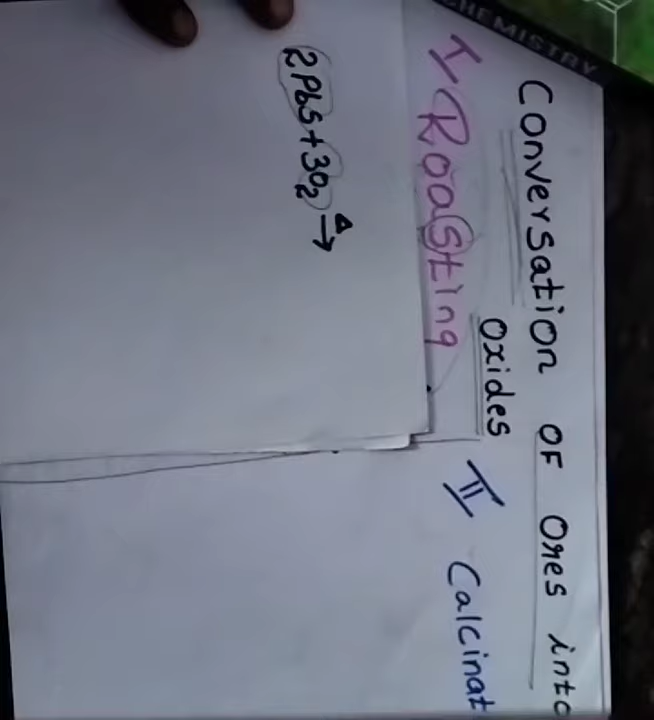 CHEMISTRY
Conversation OF Ores into
oxides
I Roasting
II Calcinat
2PbS+3O₂ Δ→